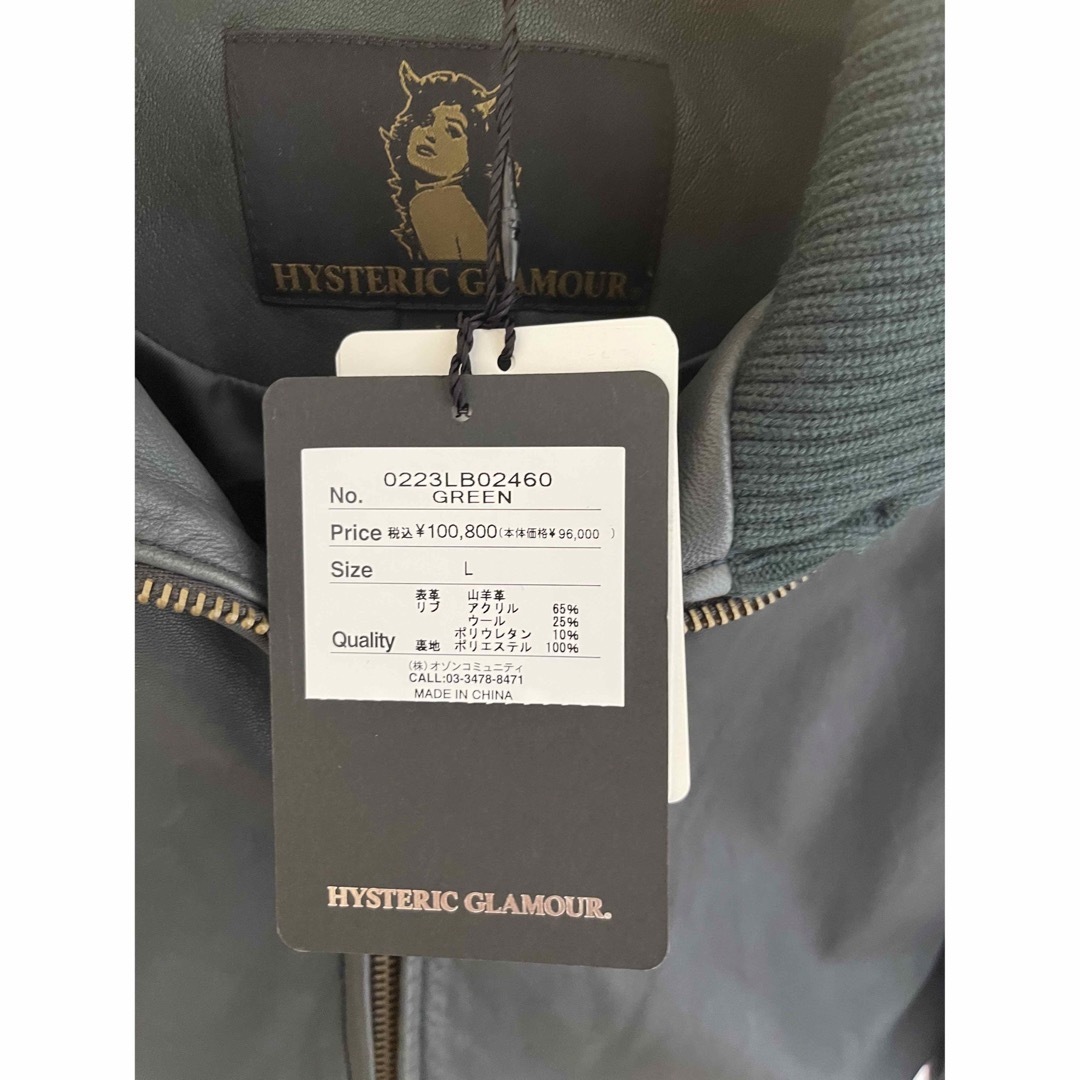 HYSTERIC GLAMOUR
No. 0223LB02460
GREEN
Price 税込 ¥100,800(本体価格¥96,000 )
Size L
表革 山羊革
リブ アクリル 65%
ウール 25%
ポリウレタン 10%
Quality 裏地 ポリエステル 100%
(株)オゾンコミュニティ
CALL:03-3478-8471
MADE IN CHINA
HYSTERIC GLAMOUR.